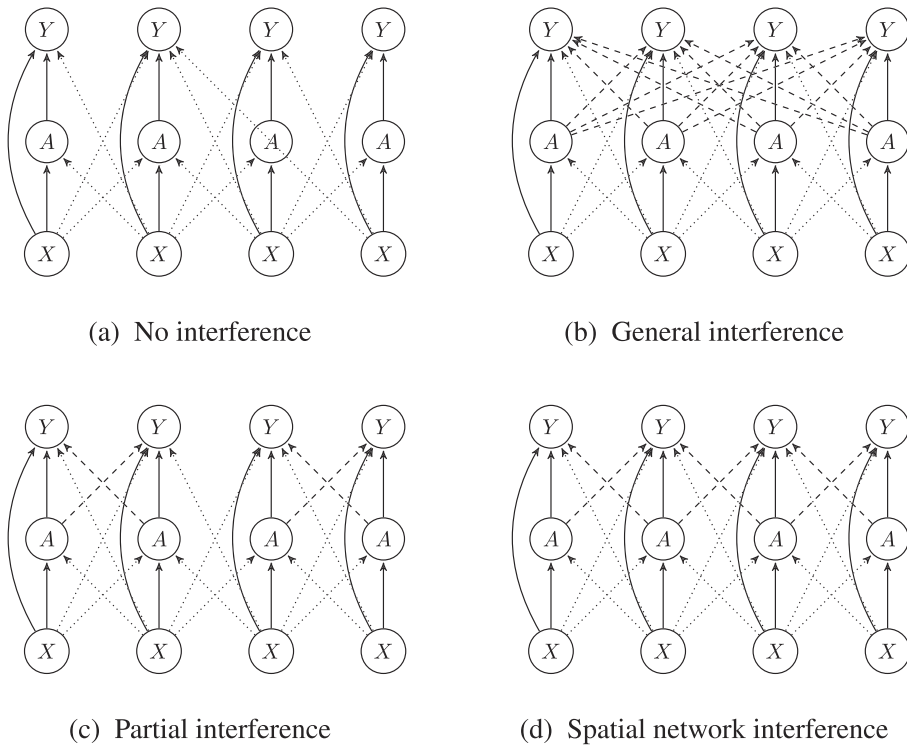 Y Y Y Y Y Y Y Y
A A A A A A A A
X X X X X X X X
(a) No interference (b) General interference
Y Y Y Y Y Y Y Y
A A A A A A A A
X X X X X X X X
(c) Partial interference (d) Spatial network interference